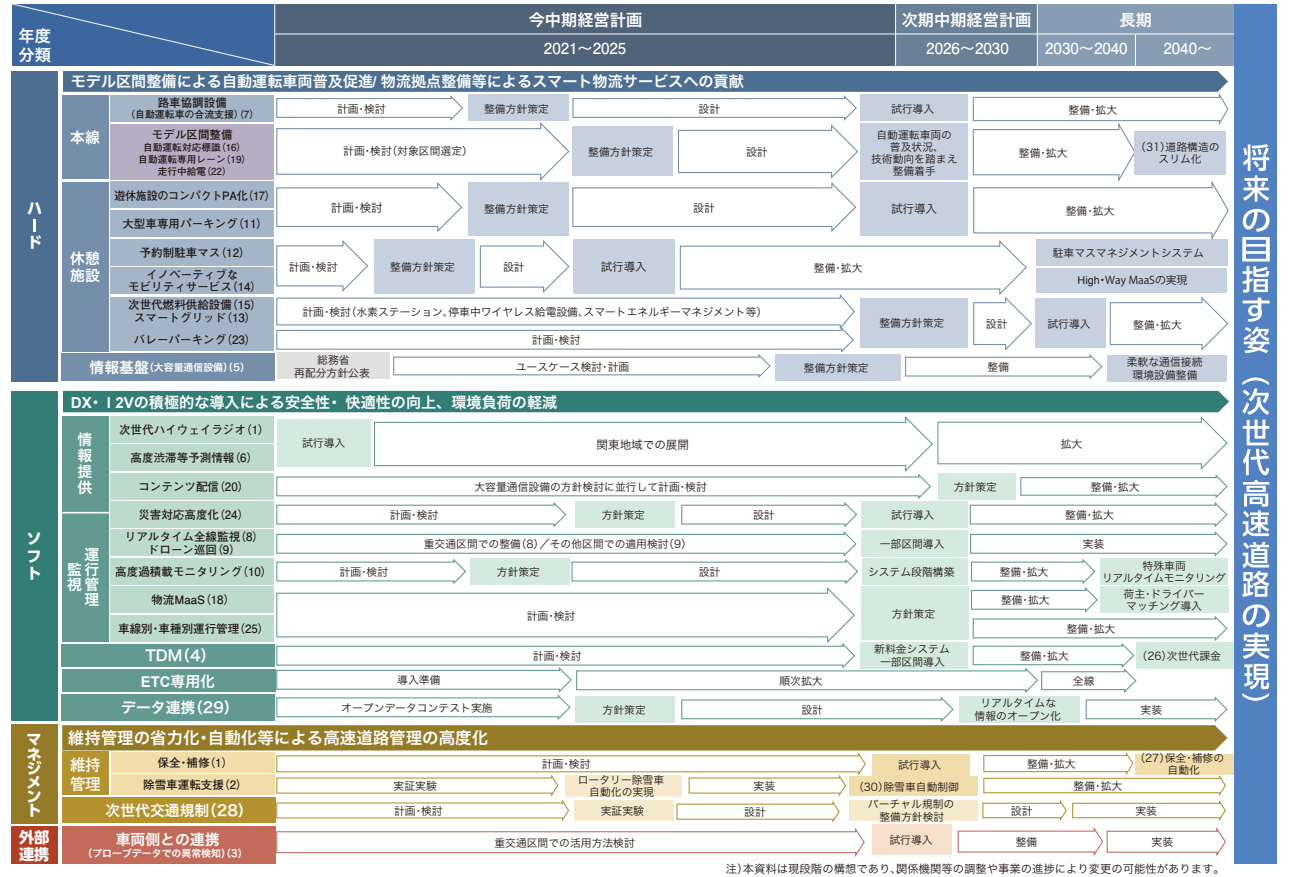 年度
分類
今中期経営計画
次期中期経営計画
長期
2021～2025
2026～2030
2030～2040
2040～
ハード
モデル区間整備による自動運転車両普及促進/ 物流拠点整備等によるスマート物流サービスへの貢献
本線
路車協調設備
(自動運転車の合流支援)(7)
計画・検討
整備方針策定
設計
試行導入
整備・拡大
モデル区間整備
自動運転対応標識(16)
自動運転専用レーン(19)
走行中給電(22)
計画・検討(対象区間選定)
整備方針策定
設計
自動運転車両の
普及状況、
技術動向を踏まえ
整備着手
整備・拡大
(31)道路構造の
スリム化
休憩
施設
遊休施設のコンパクトPA化(17)
大型車専用パーキング(11)
計画・検討
整備方針策定
設計
試行導入
整備・拡大
予約制駐車マス(12)
イノベーティブな
モビリティサービス(14)
計画・検討
整備方針策定
設計
試行導入
整備・拡大
駐車マスマネジメントシステム
High・Way MaaSの実現
次世代燃料供給設備(15)
スマートグリッド(13)
計画・検討(水素ステーション、停車中ワイヤレス給電設備、スマートエネルギーマネジメント等)
バレーパーキング(23)
計画・検討
整備方針策定
設計
試行導入
整備・拡大
情報基盤(大容量通信設備)(5)
総務省
再配分方針公表
ユースケース検討・計画
整備方針策定
整備
柔軟な通信接続
環境設備整備
ソフト
DX・Ｉ2Vの積極的な導入による安全性・ 快適性の向上、環境負荷の軽減
情報提供
次世代ハイウェイラジオ(1)
高度渋滞等予測情報(6)
試行導入
関東地域での展開
拡大
コンテンツ配信(20)
大容量通信設備の方針検討に並行して計画・検討
方針策定
整備・拡大
運行管理
監視
災害対応高度化(24)
計画・検討
方針策定
設計
試行導入
整備・拡大
リアルタイム全線監視(8)
ドローン巡回(9)
重交通区間での整備(8)／その他区間での適用検討(9)
一部区間導入
実装
高度過積載モニタリング(10)
計画・検討
方針策定
設計
システム段階構築
整備・拡大
特殊車両
リアルタイムモニタリング
物流MaaS(18)
車線別・車種別運行管理(25)
計画・検討
方針策定
整備・拡大
荷主・ドライバー
マッチング導入
整備・拡大
TDM(4)
計画・検討
新料金システム
一部区間導入
整備・拡大
(26)次世代課金
ETC専用化
導入準備
順次拡大
全線
データ連携(29)
オープンデータコンテスト実施
方針策定
設計
リアルタイムな
情報のオープン化
実装
マネジメント
維持管理の省力化・自動化等による高速道路管理の高度化
維持
管理
保全・補修(1)
計画・検討
試行導入
整備・拡大
(27)保全・補修の
自動化
除雪車運転支援(2)
実証実験
ロータリー除雪車
自動化の実現
実装
(30)除雪車自動制御
整備・拡大
次世代交通規制(28)
計画・検討
実証実験
設計
バーチャル規制の
整備方針検討
設計
実装
外部
連携
車両側との連携
(プローブデータでの異常検知)(3)
重交通区間での活用方法検討
試行導入
整備
実装
将来の目指す姿（次世代高速道路の実現）
注)本資料は現段階の構想であり、関係機関等の調整や事業の進捗により変更の可能性があります。